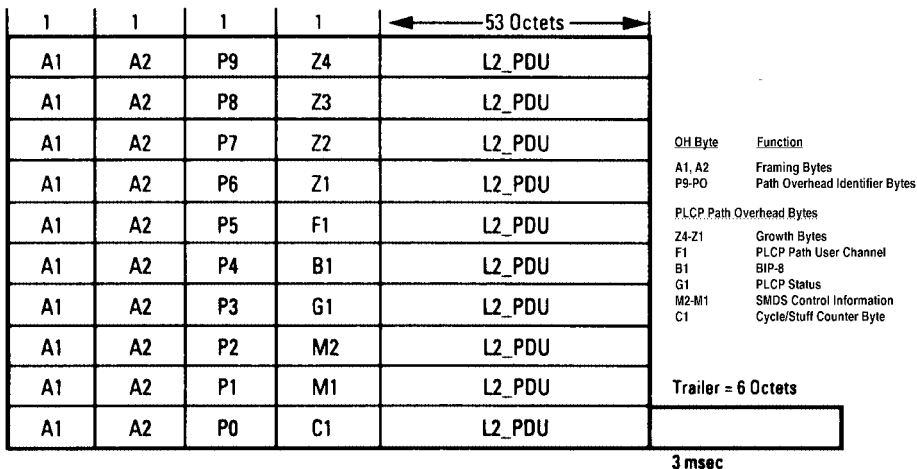 1 1 1 1 53 Octets
A1 A2 P9 Z4 L2_PDU
A1 A2 P8 Z3 L2_PDU
A1 A2 P7 Z2 L2_PDU
A1 A2 P6 Z1 L2_PDU
A1 A2 P5 F1 L2_PDU
A1 A2 P4 B1 L2_PDU
A1 A2 P3 G1 L2_PDU
A1 A2 P2 M2 L2_PDU
A1 A2 P1 M1 L2_PDU
A1 A2 P0 C1 L2_PDU
OH Byte Function
A1, A2 Framing Bytes
P9-PO Path Overhead Identifier Bytes
PLCP Path Overhead Bytes
Z4-Z1 Growth Bytes
F1 PLCP Path User Channel
B1 BIP-8
G1 PLCP Status
M2-M1 SMDS Control Information
C1 Cycle/Stuff Counter Byte
Trailer = 6 Octets
3 msec